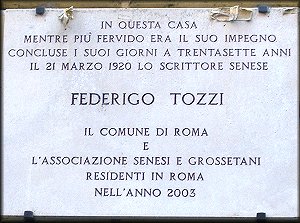 IN QUESTA CASA
MENTRE PIÙ FERVIDO ERA IL SUO IMPEGNO
CONCLUSE I SUOI GIORNI A TRENTASETTE ANNI
IL 21 MARZO 1920 LO SCRITTORE SENESE
FEDERIGO TOZZI
IL COMUNE DI ROMA
E
L'ASSOCIAZIONE SENESI E GROSSETANI
RESIDENTI IN ROMA
NELL'ANNO 2003